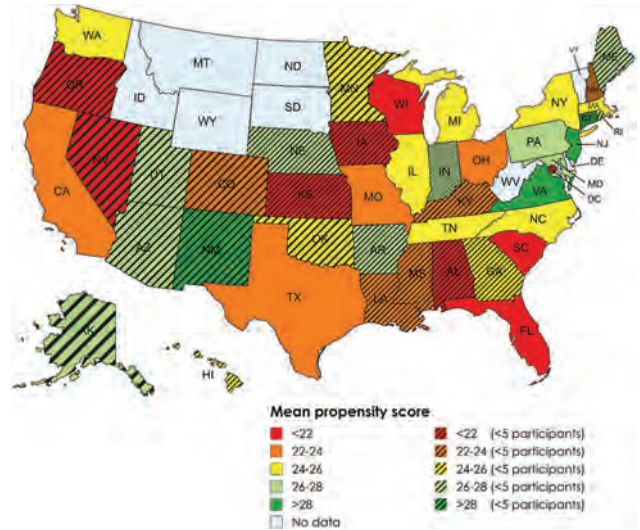 WA
MT
ND
MN
OR
ID
SD
WY
WI
MI
NY
VT
NH
ME
MA
CT
RI
NJ
PA
DE
MD
DC
NV
UT
NE
IA
IL
IN
OH
WV
VA
CA
CO
KS
MO
KY
NC
TN
AZ
NM
OK
AR
SC
MS
AL
GA
LA
TX
FL
AK
HI
Mean propensity score
<22 <22 (<5 participants)
22-24 22-24 (<5 participants)
24-26 24-26 (<5 participants)
26-28 26-28 (<5 participants)
>28 >28 (<5 participants)
No data